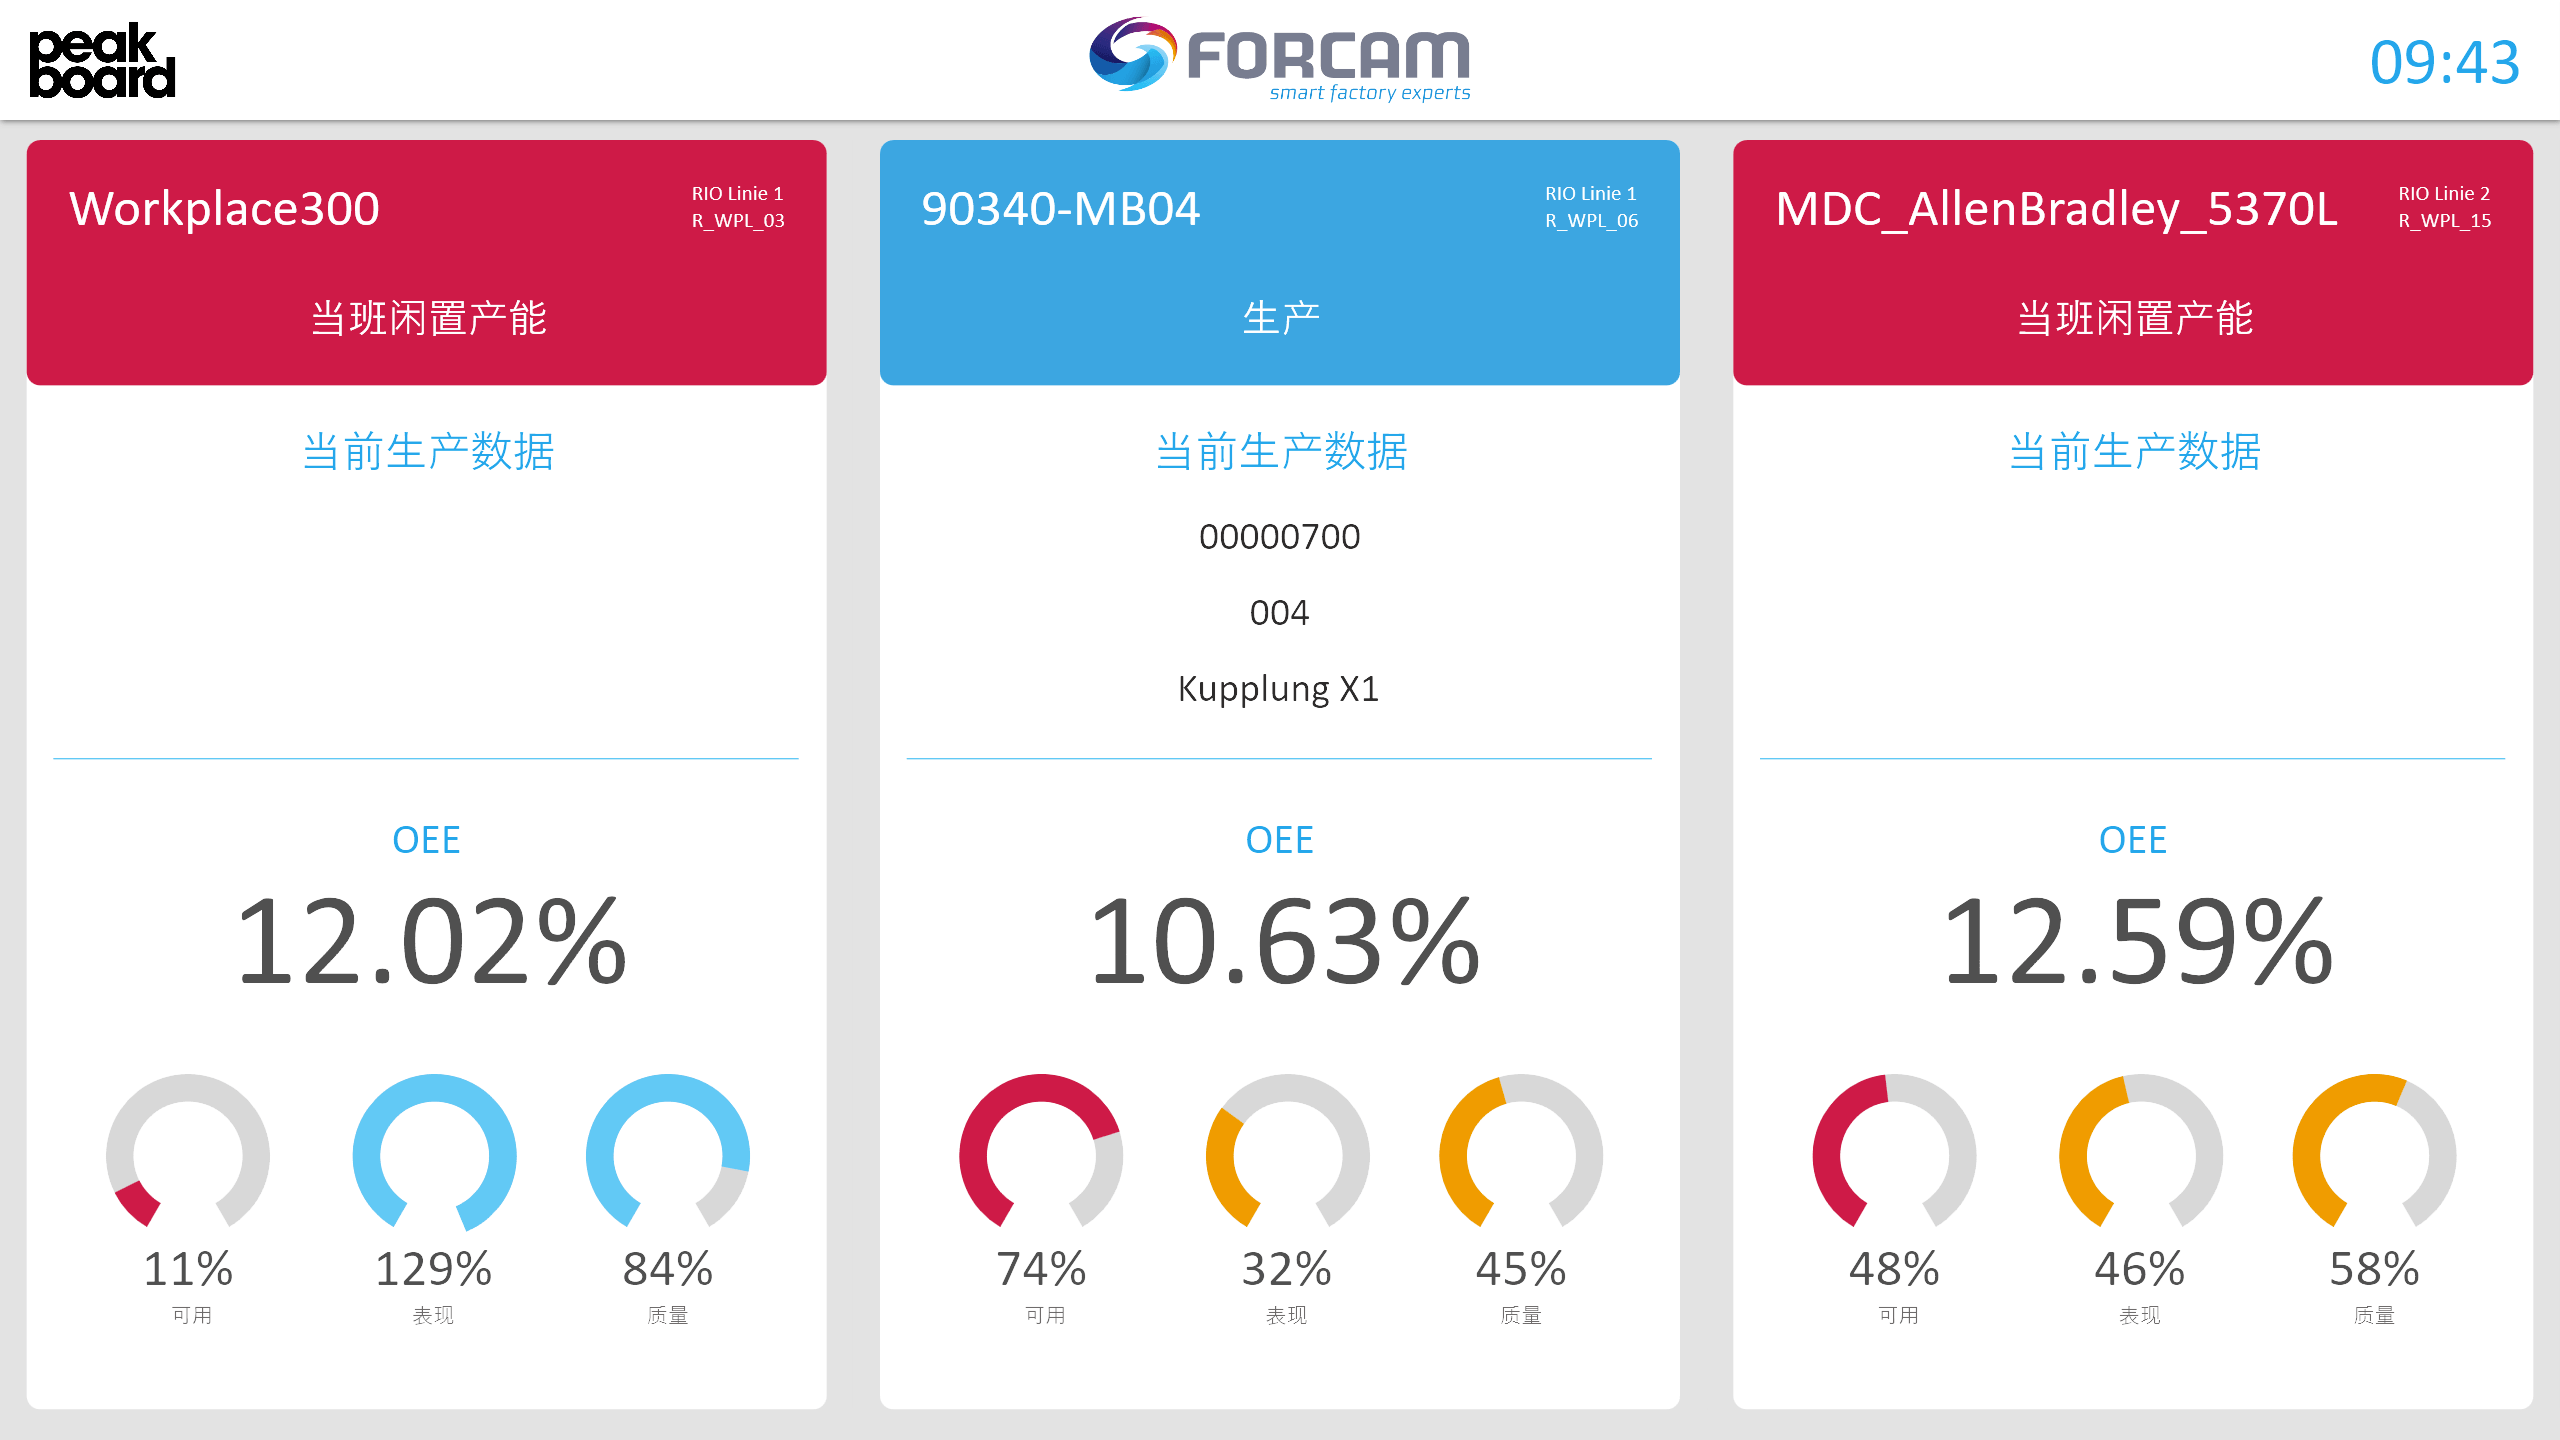 peak
board
FORCAM
smart factory experts
09:43
Workplace300
RIO Linie 1
R_WPL_03
当班闲置产能
当前生产数据
OEE
12.02%
11%
可用
129%
表现
84%
质量
90340-MB04
RIO Linie 1
R_WPL_06
生产
当前生产数据
00000700
004
Kupplung X1
OEE
10.63%
74%
可用
32%
表现
45%
质量
MDC_AllenBradley_5370L
RIO Linie 2
R_WPL_15
当班闲置产能
当前生产数据
OEE
12.59%
48%
可用
46%
表现
58%
质量